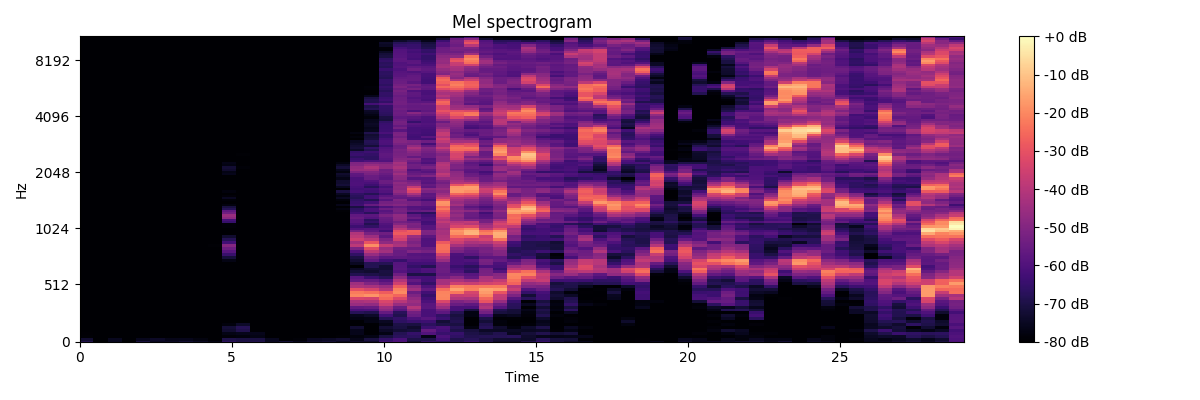 Mel spectrogram
Hz
8192
4096
2048
1024
512
0
0 5 10 15 20 25
Time
+0 dB
-10 dB
-20 dB
-30 dB
-40 dB
-50 dB
-60 dB
-70 dB
-80 dB